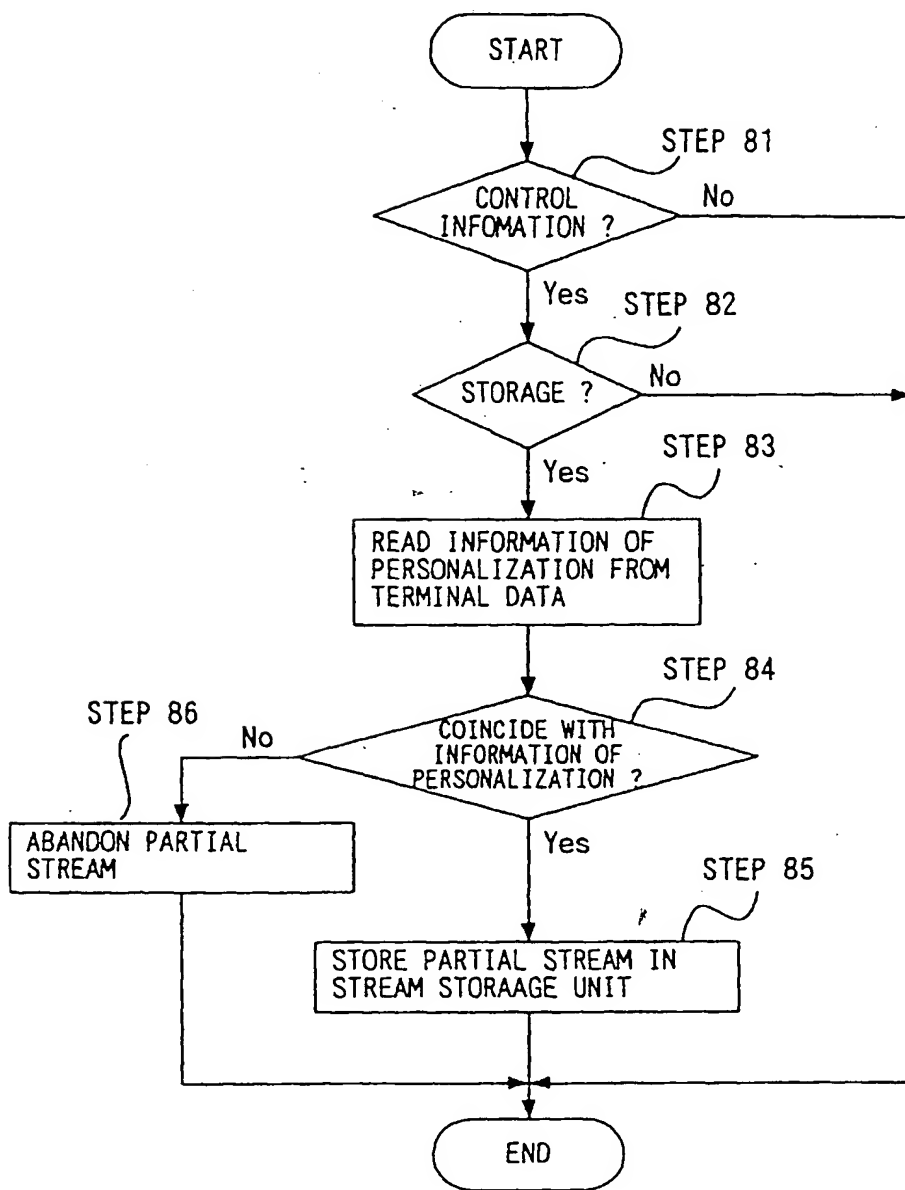 START
STEP 81
CONTROL
INFOMATION ?
No
Yes
STEP 82
STORAGE ?
No
Yes
STEP 83
READ INFORMATION OF
PERSONALIZATION FROM
TERMINAL DATA
STEP 84
STEP 86
COINCIDE WITH
INFORMATION OF
PERSONALIZATION ?
No
Yes
ABANDON PARTIAL
STREAM
STEP 85
STORE PARTIAL STREAM IN
STREAM STORAAGE UNIT
END